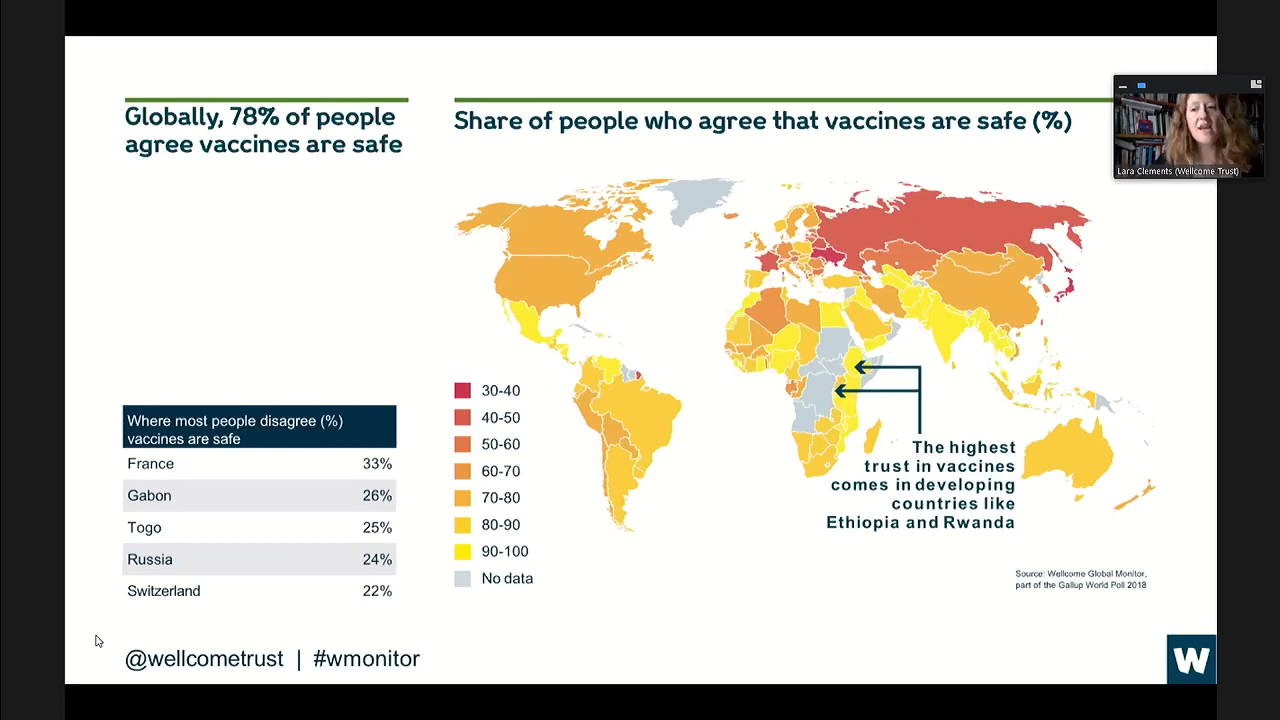 Globally, 78% of people
agree vaccines are safe
Share of people who agree that vaccines are safe (%)
Lara Clements (Wellcome Trust)
Where most people disagree (%)
vaccines are safe
France 33%
Gabon 26%
Togo 25%
Russia 24%
Switzerland 22%
30-40
40-50
50-60
60-70
70-80
80-90
90-100
No data
The highest
trust in vaccines
comes in developing
countries like
Ethiopia and Rwanda
Source: Wellcome Global Monitor,
part of the Gallup World Poll 2018
@wellcometrust | #wmonitor
W